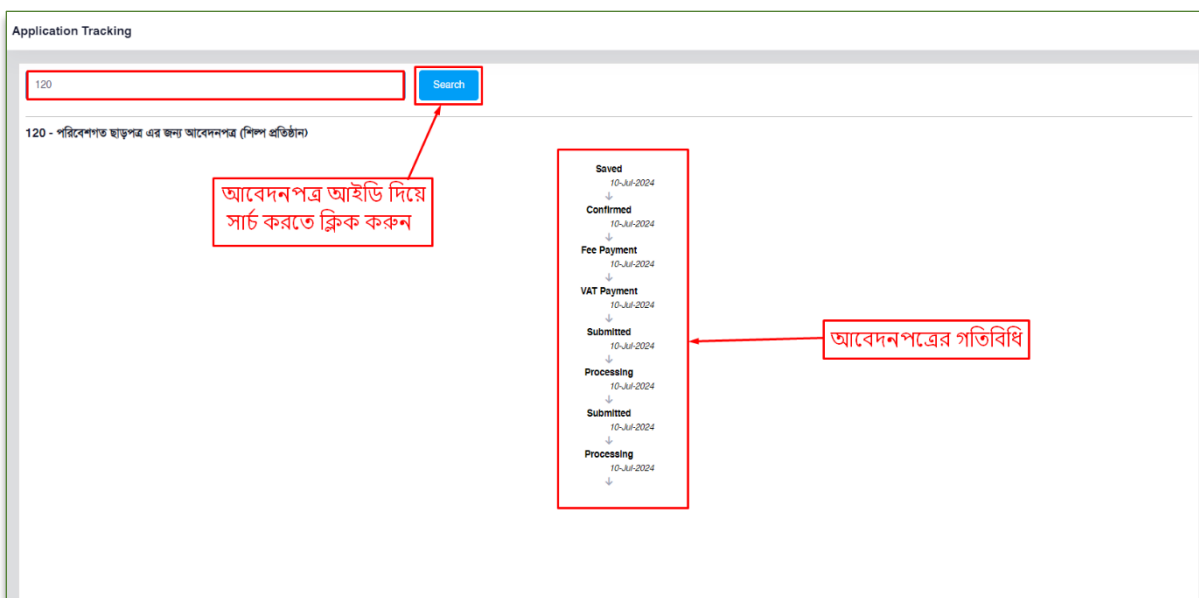 Application Tracking
120
Search
120 - পরিবেশগত ছাড়পত্র এর জন্য আবেদনপত্র (শিল্প প্রতিষ্ঠান)
আবেদনপত্র আইডি দিয়ে
সার্চ করতে ক্লিক করুন
Saved
10-Jul-2024
Confirmed
10-Jul-2024
Fee Payment
10-Jul-2024
VAT Payment
10-Jul-2024
Submitted
10-Jul-2024
Processing
10-Jul-2024
Submitted
10-Jul-2024
Processing
10-Jul-2024
আবেদনপত্রের গতিবিধি